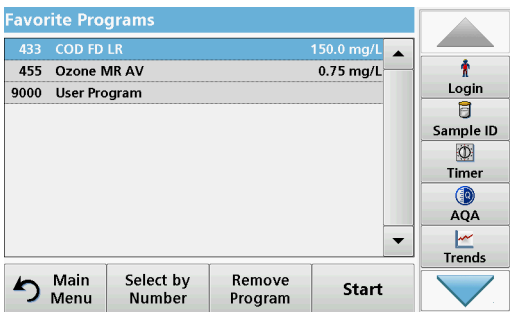 Favorite Programs
433 COD FD LR 150.0 mg/L
455 Ozone MR AV 0.75 mg/L
9000 User Program
Login
Sample ID
Timer
AQA
Trends
Main Menu
Select by Number
Remove Program
Start